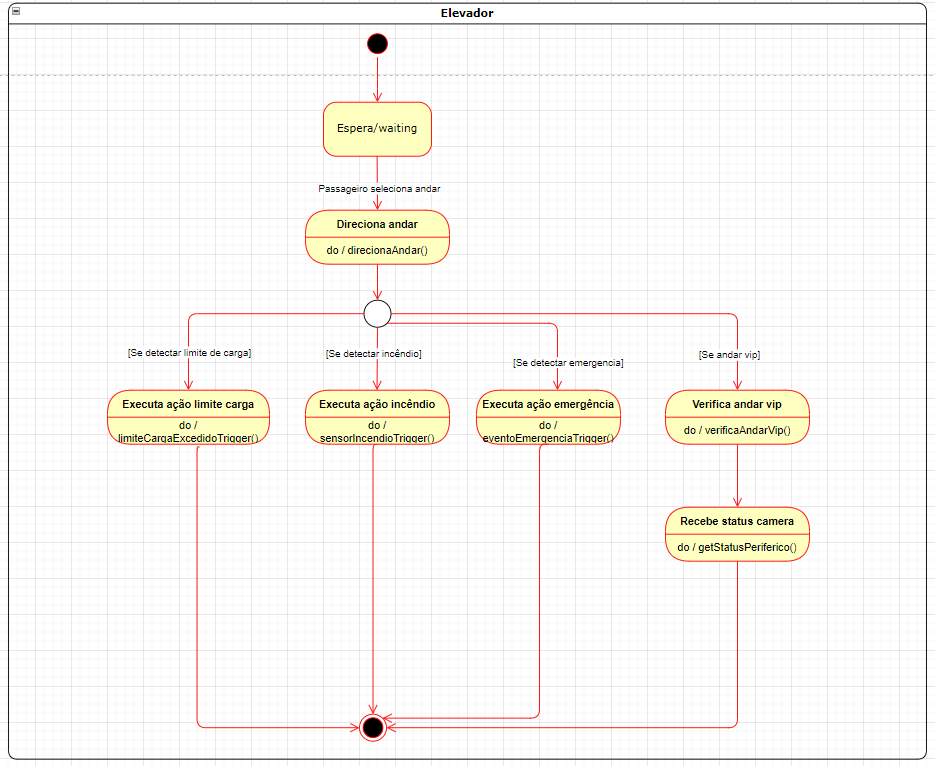 Elevador
Espera/waiting
Passageiro seleciona andar
Direciona andar
do / direcionaAndar()
[Se detectar limite de carga]
[Se detectar incêndio]
[Se detectar emergencia]
[Se andar vip]
Executa ação limite carga
do /
limiteCargaExcedidoTrigger()
Executa ação incêndio
do /
sensorIncendioTrigger()
Executa ação emergência
do /
eventoEmergenciaTrigger()
Verifica andar vip
do / verificaAndarVip()
Recebe status camera
do / getStatusPeriferico()